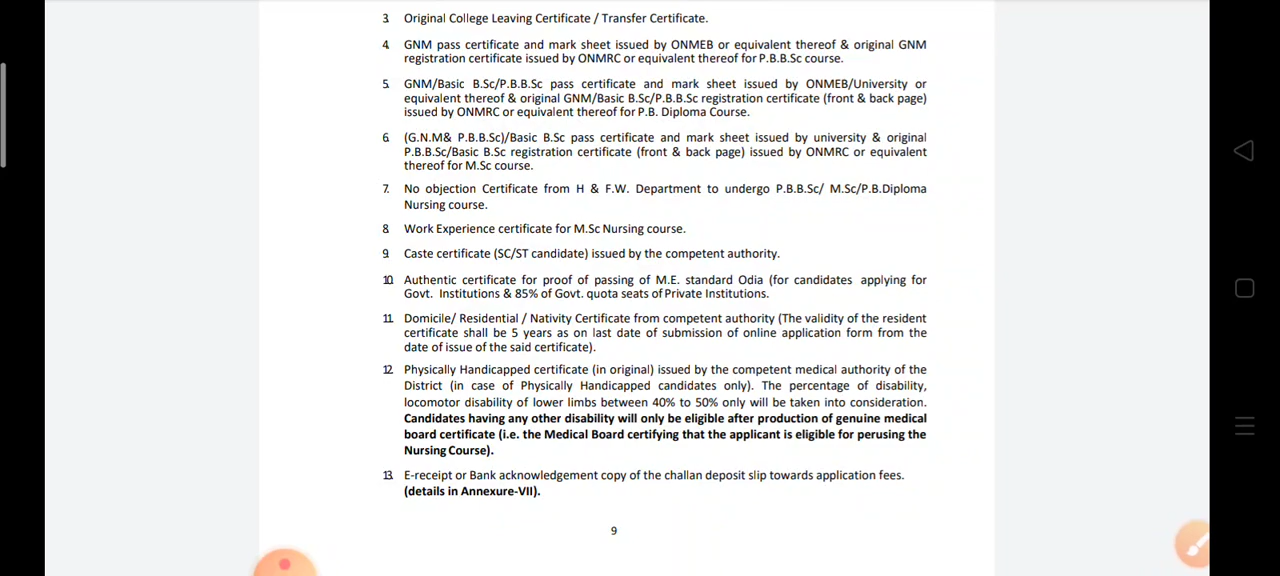 3. Original College Leaving Certificate / Transfer Certificate.
4. GNM pass certificate and mark sheet issued by ONMEB or equivalent thereof & original GNM
registration certificate issued by ONMRC or equivalent thereof for P.B.B.Sc course.
5. GNM/Basic B.Sc/P.B.B.Sc pass certificate and mark sheet issued by ONMEB/University or
equivalent thereof & original GNM/Basic B.Sc/P.B.B.Sc registration certificate (front & back page)
issued by ONMRC or equivalent thereof for P.B. Diploma Course.
6. (G.N.M& P.B.B.Sc)/Basic B.Sc pass certificate and mark sheet issued by university & original
P.B.B.Sc/Basic B.Sc registration certificate (front & back page) issued by ONMRC or equivalent
thereof for M.Sc course.
7. No objection Certificate from H & F.W. Department to undergo P.B.B.Sc/ M.Sc/P.B.Diploma
Nursing course.
8. Work Experience certificate for M.Sc Nursing course.
9. Caste certificate (SC/ST candidate) issued by the competent authority.
10. Authentic certificate for proof of passing of M.E. standard Odia (for candidates applying for
Govt. Institutions & 85% of Govt. quota seats of Private Institutions.
11. Domicile/ Residential / Nativity Certificate from competent authority (The validity of the resident
certificate shall be 5 years as on last date of submission of online application form from the
date of issue of the said certificate).
12. Physically Handicapped certificate (in original) issued by the competent medical authority of the
District (in case of Physically Handicapped candidates only). The percentage of disability,
locomotor disability of lower limbs between 40% to 50% only will be taken into consideration.
Candidates having any other disability will only be eligible after production of genuine medical
board certificate (i.e. the Medical Board certifying that the applicant is eligible for perusing the
Nursing Course).
13. E-receipt or Bank acknowledgement copy of the challan deposit slip towards application fees.
(details in Annexure-VII).
9